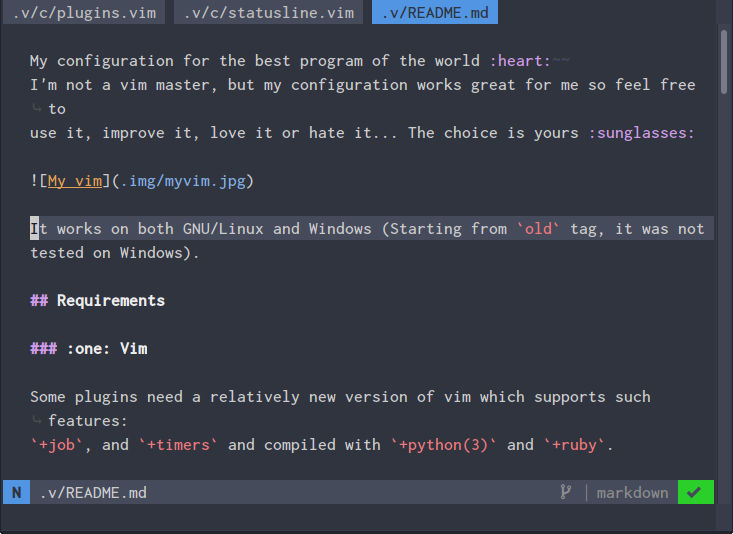 .v/c/plugins.vim .v/c/statusline.vim .v/README.md
My configuration for the best program of the world :heart:~~
I'm not a vim master, but my configuration works great for me so feel free
to
use it, improve it, love it or hate it... The choice is yours :sunglasses:
![My vim](.img/myvim.jpg)
It works on both GNU/Linux and Windows (Starting from `old` tag, it was not
tested on Windows).
## Requirements
### :one: Vim
Some plugins need a relatively new version of vim which supports such
features:
`+job`, and `+timers` and compiled with `+python(3)` and `+ruby`.
N .v/README.md | markdown ✔